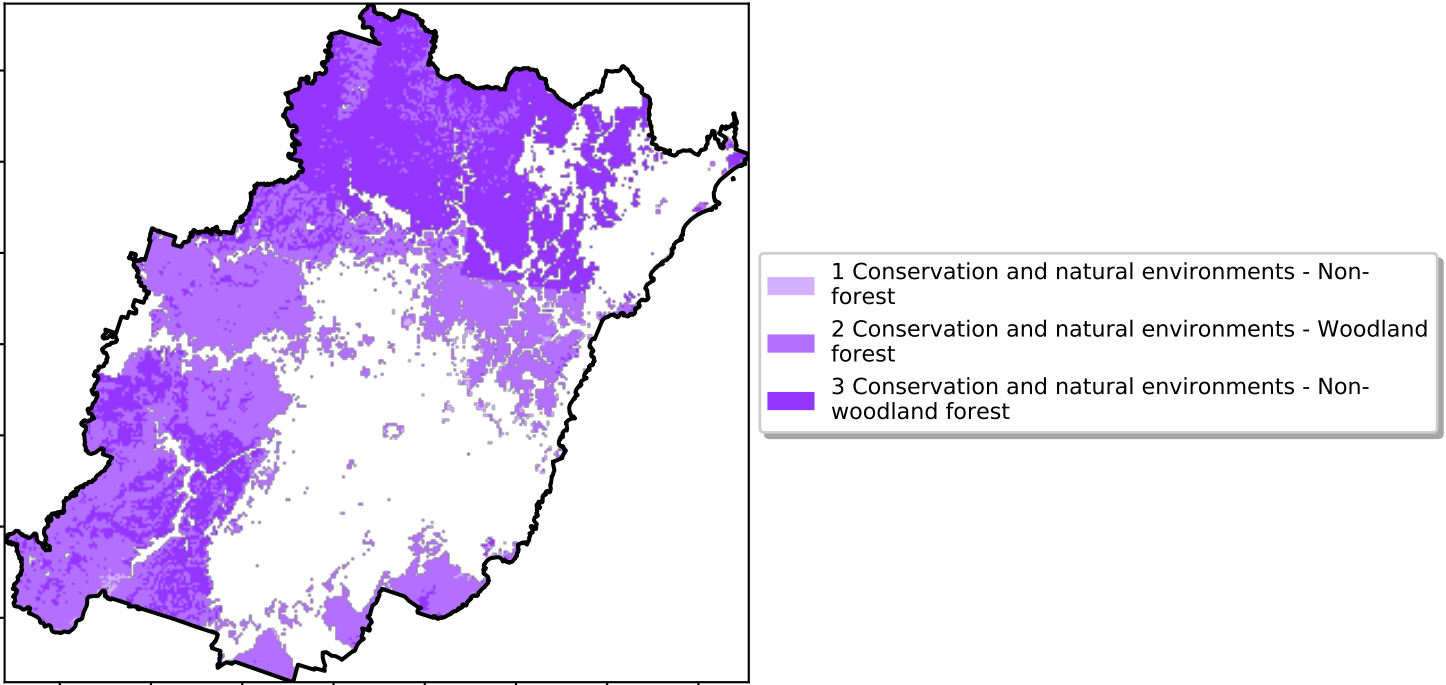 1 Conservation and natural environments - Non-
forest
2 Conservation and natural environments - Woodland
forest
3 Conservation and natural environments - Non-
woodland forest